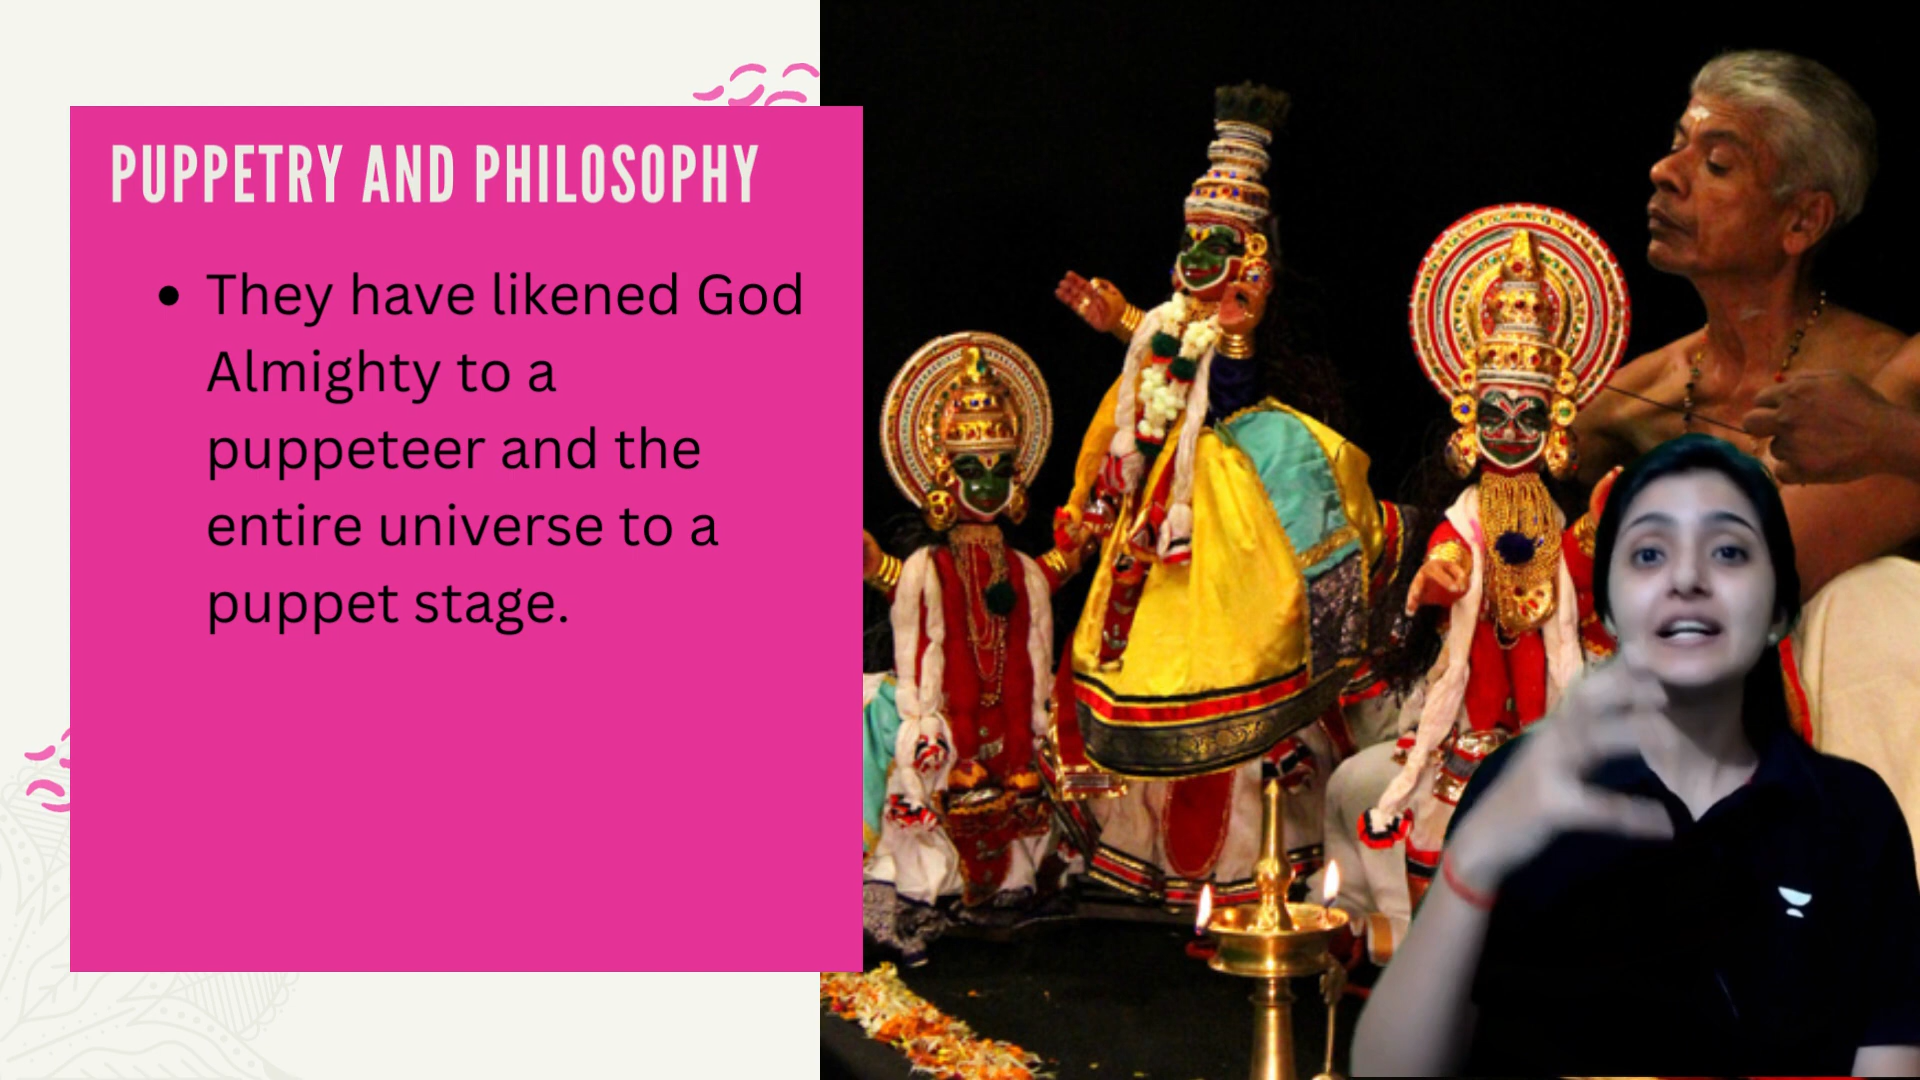 PUPPETRY AND PHILOSOPHY
• They have likened God
Almighty to a
puppeteer and the
entire universe to a
puppet stage.